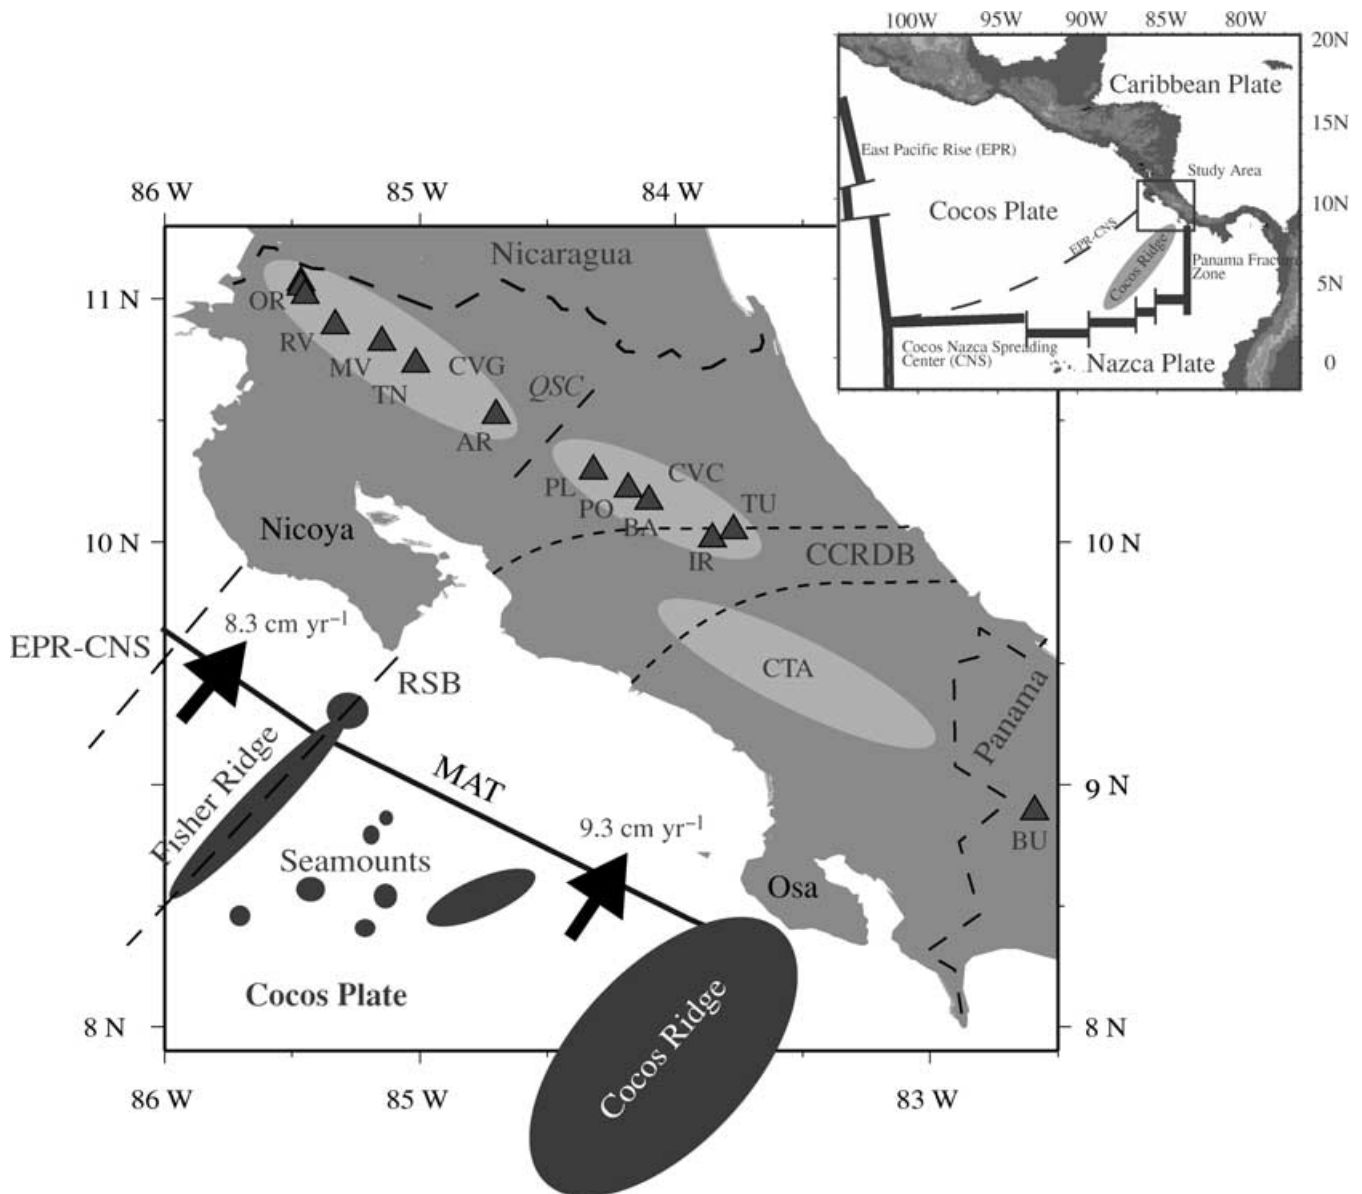 100W 95W 90W 85W 80W
20N
Caribbean Plate
15N
East Pacific Rise (EPR)
Study Area
Cocos Plate
10N
EPR-CNS
Cocos Ridge
Panama Fracture
Zone
5N
Cocos Nazca Spreading
Center (CNS)
Nazca Plate
0
86 W 85 W 84 W
Nicaragua
11 N
OR
RV
MV
CVG
TN
QSC
AR
CVC
PL
PO
TU
BA
Nicoya
10 N
IR
CCRDB
10 N
8.3 cm yr⁻¹
EPR-CNS
RSB
CTA
Panama
Fisher Ridge
MAT
9 N
9.3 cm yr⁻¹
BU
Seamounts
Osa
Cocos Plate
Cocos Ridge
8 N
8 N
86 W 85 W 83 W